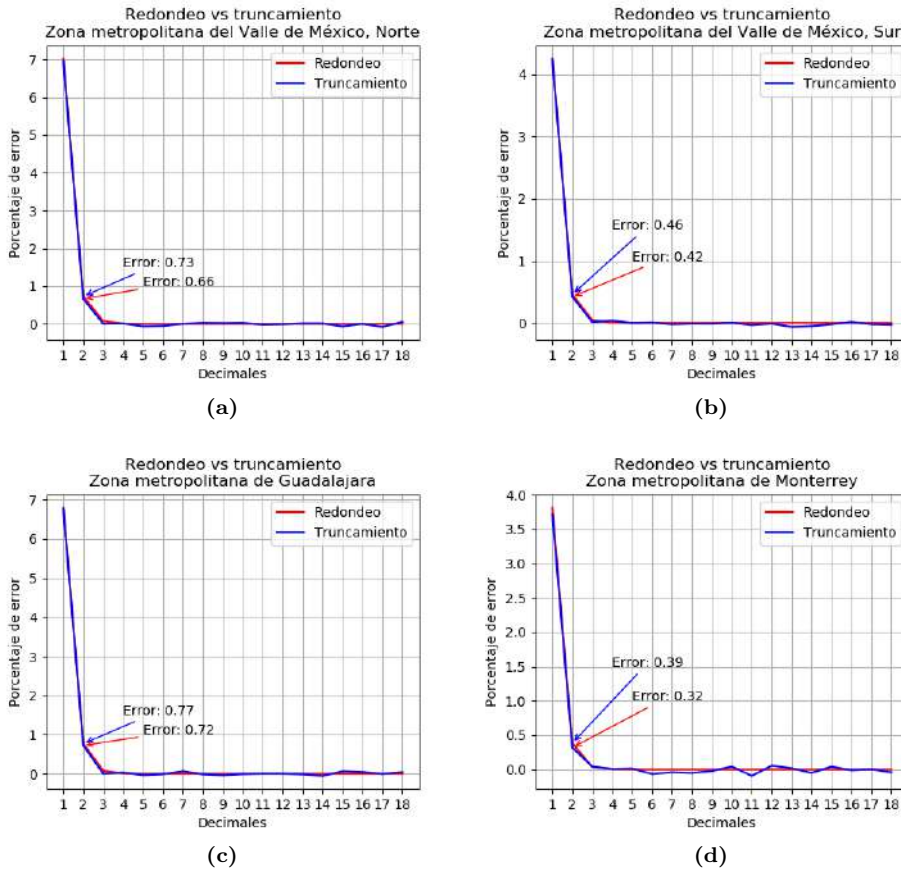 Redondeo vs truncamiento
Zona metropolitana del Valle de México, Norte
Redondeo
Truncamiento
Porcentaje de error
7
6
5
4
3
2
1
0
Error: 0.73
Error: 0.66
1 2 3 4 5 6 7 8 9 10 11 12 13 14 15 16 17 18
Decimales
(a)
Redondeo vs truncamiento
Zona metropolitana del Valle de México, Sur
Redondeo
Truncamiento
Porcentaje de error
4
3
2
1
0
Error: 0.46
Error: 0.42
1 2 3 4 5 6 7 8 9 10 11 12 13 14 15 16 17 18
Decimales
(b)
Redondeo vs truncamiento
Zona metropolitana de Guadalajara
Redondeo
Truncamiento
Porcentaje de error
7
6
5
4
3
2
1
0
Error: 0.77
Error: 0.72
1 2 3 4 5 6 7 8 9 10 11 12 13 14 15 16 17 18
Decimales
(c)
Redondeo vs truncamiento
Zona metropolitana de Monterrey
Redondeo
Truncamiento
Porcentaje de error
4.0
3.5
3.0
2.5
2.0
1.5
1.0
0.5
0.0
Error: 0.39
Error: 0.32
1 2 3 4 5 6 7 8 9 10 11 12 13 14 15 16 17 18
Decimales
(d)